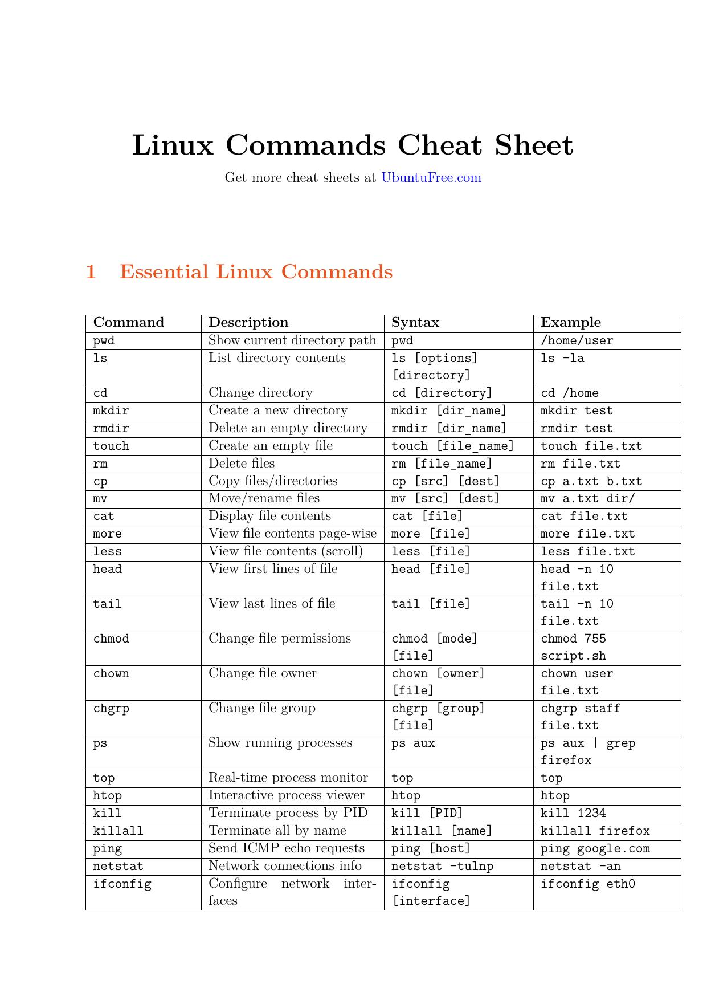 Linux Commands Cheat Sheet
Get more cheat sheets at UbuntuFree.com
1 Essential Linux Commands
Command Description Syntax Example
pwd Show current directory path pwd /home/user
ls List directory contents ls [options] ls -la
[directory]
cd Change directory cd [directory] cd /home
mkdir Create a new directory mkdir [dir_name] mkdir test
rmdir Delete an empty directory rmdir [dir_name] rmdir test
touch Create an empty file touch [file_name] touch file.txt
rm Delete files rm [file_name] rm file.txt
cp Copy files/directories cp [src] [dest] cp a.txt b.txt
mv Move/rename files mv [src] [dest] mv a.txt dir/
cat Display file contents cat [file] cat file.txt
more View file contents page-wise more [file] more file.txt
less View file contents (scroll) less [file] less file.txt
head View first lines of file head [file] head -n 10
file.txt
tail View last lines of file tail [file] tail -n 10
file.txt
chmod Change file permissions chmod [mode] chmod 755
[file] script.sh
chown Change file owner chown [owner] chown user
[file] file.txt
chgrp Change file group chgrp [group] chgrp staff
[file] file.txt
ps Show running processes ps aux ps aux | grep
firefox
top Real-time process monitor top top
htop Interactive process viewer htop htop
kill Terminate process by PID kill [PID] kill 1234
killall Terminate all by name killall [name] killall firefox
ping Send ICMP echo requests ping [host] ping google.com
netstat Network connections info netstat -tulnp netstat -an
ifconfig Configure network inter- ifconfig ifconfig eth0
faces [interface]